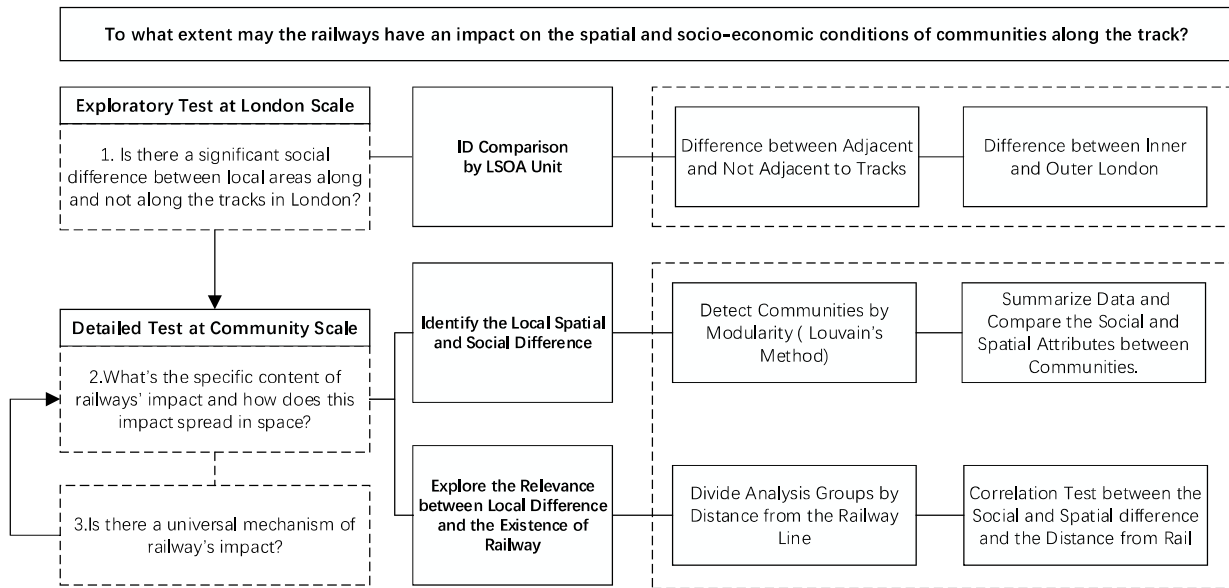 To what extent may the railways have an impact on the spatial and socio-economic conditions of communities along the track?
Exploratory Test at London Scale
1. Is there a significant social
difference between local areas along
and not along the tracks in London?
ID Comparison
by LSOA Unit
Difference between Adjacent
and Not Adjacent to Tracks
Difference between Inner
and Outer London
Detailed Test at Community Scale
2.What's the specific content of
railways' impact and how does this
impact spread in space?
3.Is there a universal mechanism of
railway's impact?
Identify the Local Spatial
and Social Difference
Detect Communities by
Modularity ( Louvain's
Method)
Summarize Data and
Compare the Social and
Spatial Attributes between
Communities.
Explore the Relevance
between Local Difference
and the Existence of
Railway
Divide Analysis Groups by
Distance from the Railway
Line
Correlation Test between the
Social and Spatial difference
and the Distance from Rail